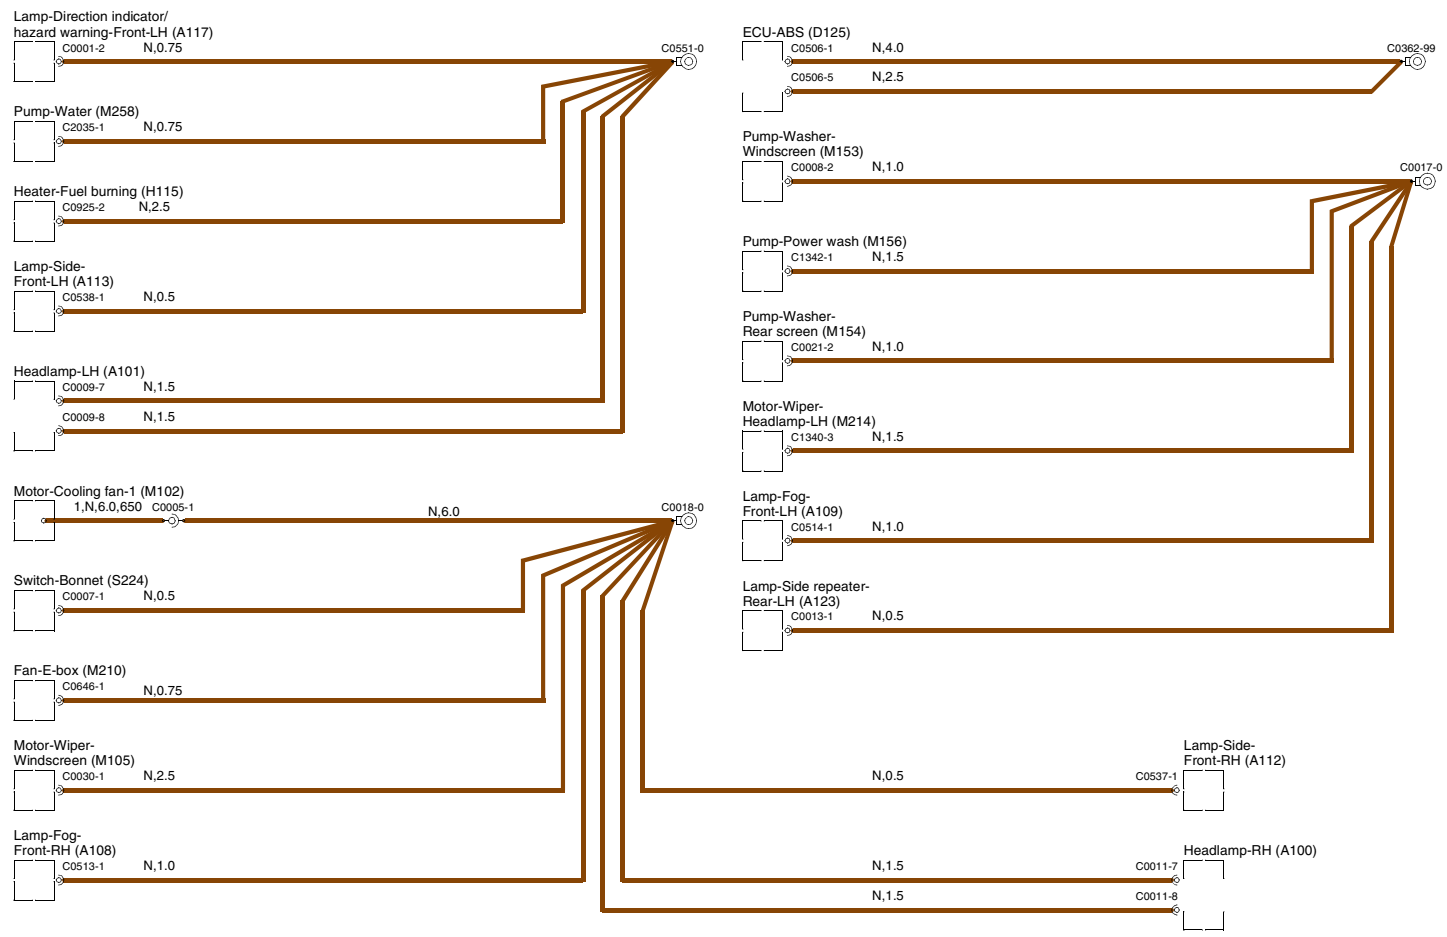 Lamp-Direction indicator/
hazard warning-Front-LH (A117)
C0001-2 N,0.75 C0551-0
Pump-Water (M258)
C2035-1 N,0.75
Heater-Fuel burning (H115)
C0925-2 N,2.5
Lamp-Side-
Front-LH (A113)
C0538-1 N,0.5
Headlamp-LH (A101)
C0009-7 N,1.5
C0009-8 N,1.5
Motor-Cooling fan-1 (M102)
1,N,6.0,650 C0005-1 N,6.0 C0018-0
Switch-Bonnet (S224)
C0007-1 N,0.5
Fan-E-box (M210)
C0646-1 N,0.75
Motor-Wiper-
Windscreen (M105)
C0030-1 N,2.5
Lamp-Fog-
Front-RH (A108)
C0513-1 N,1.0
ECU-ABS (D125)
C0506-1 N,4.0 C0362-99
C0506-5 N,2.5
Pump-Washer-
Windscreen (M153)
C0008-2 N,1.0 C0017-0
Pump-Power wash (M156)
C1342-1 N,1.5
Pump-Washer-
Rear screen (M154)
C0021-2 N,1.0
Motor-Wiper-
Headlamp-LH (M214)
C1340-3 N,1.5
Lamp-Fog-
Front-LH (A109)
C0514-1 N,1.0
Lamp-Side repeater-
Rear-LH (A123)
C0013-1 N,0.5
Lamp-Side-
Front-RH (A112)
N,0.5 C0537-1
Headlamp-RH (A100)
N,1.5 C0011-7
N,1.5 C0011-8